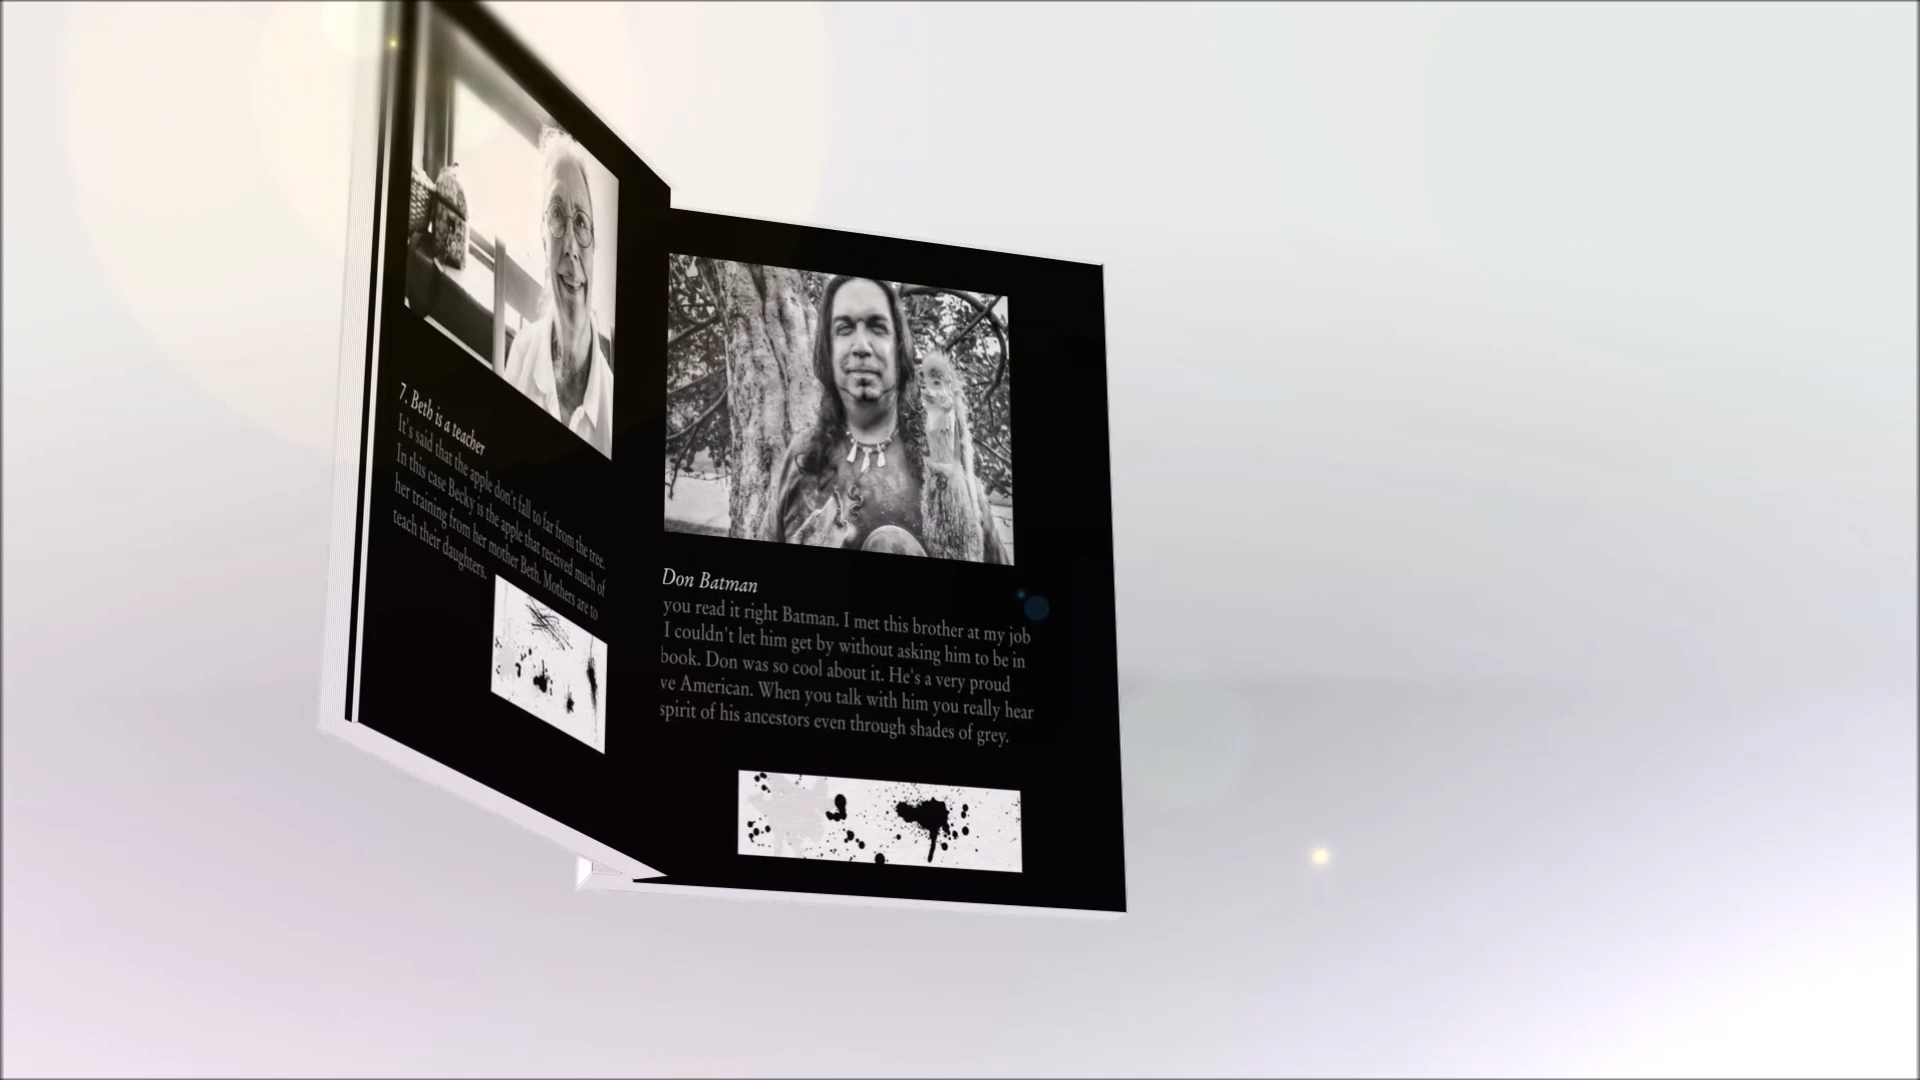 7. Beth is a teacher
It's said that the apple don't fall to far from the tree.
In this case Becky is the apple that received much of
her training from her mother Beth. Mothers are to
teach their daughters.
Don Batman
you read it right Batman. I met this brother at my job
I couldn't let him get by without asking him to be in
book. Don was so cool about it. He's a very proud
ve American. When you talk with him you really hear
spirit of his ancestors even through shades of grey.